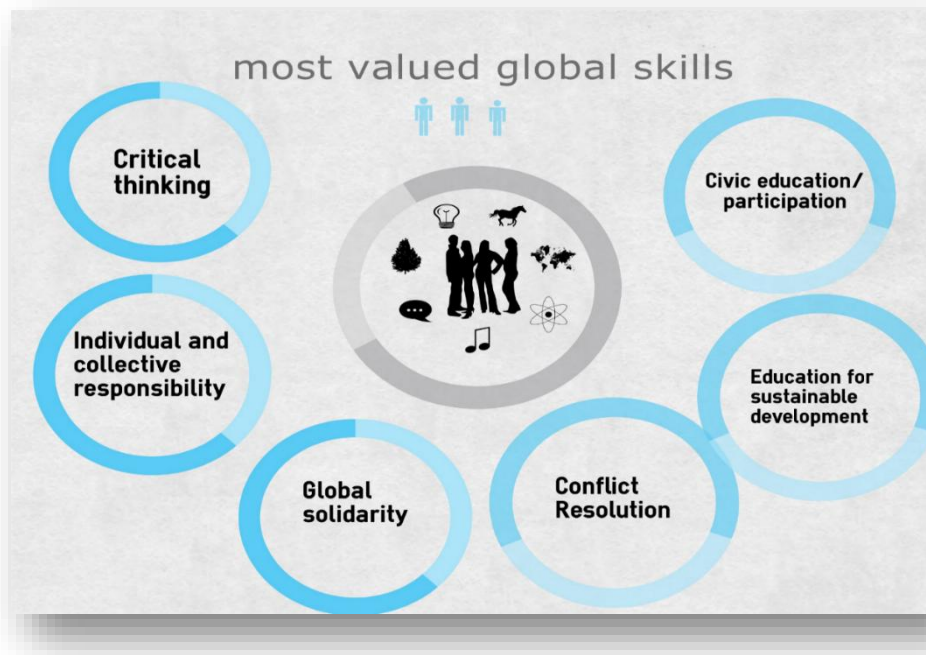 most valued global skills
Critical
thinking
Individual and
collective
responsibility
Global
solidarity
Conflict
Resolution
Education for
sustainable
development
Civic education/
participation